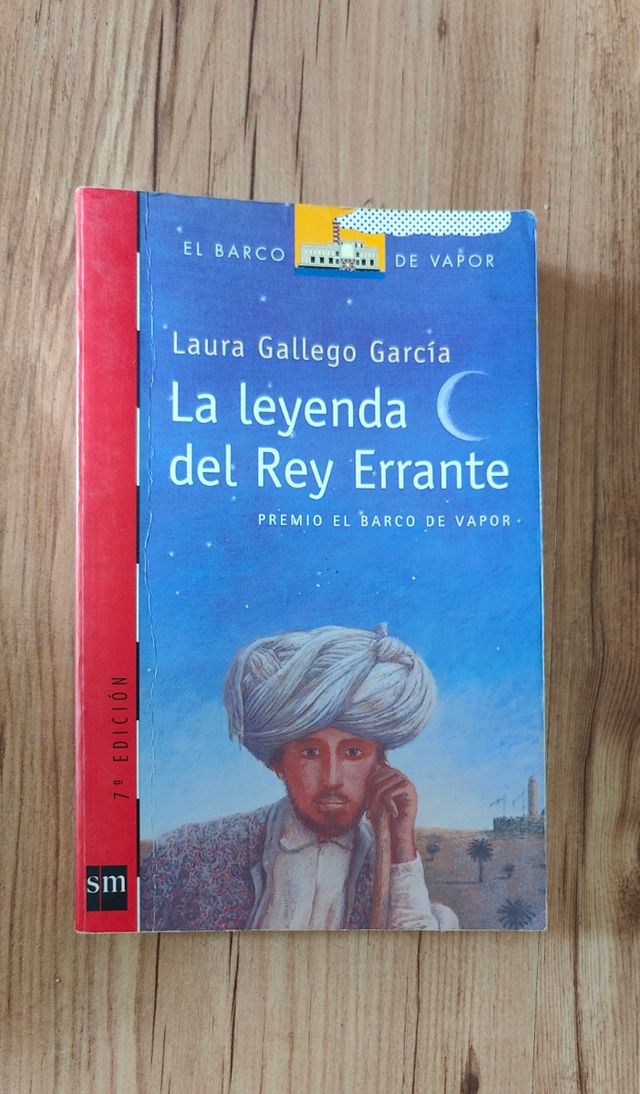 EL BARCO DE VAPOR
Laura Gallego García
La leyenda
del Rey Errante
PREMIO EL BARCO DE VAPOR
7ª EDICIÓN
sm